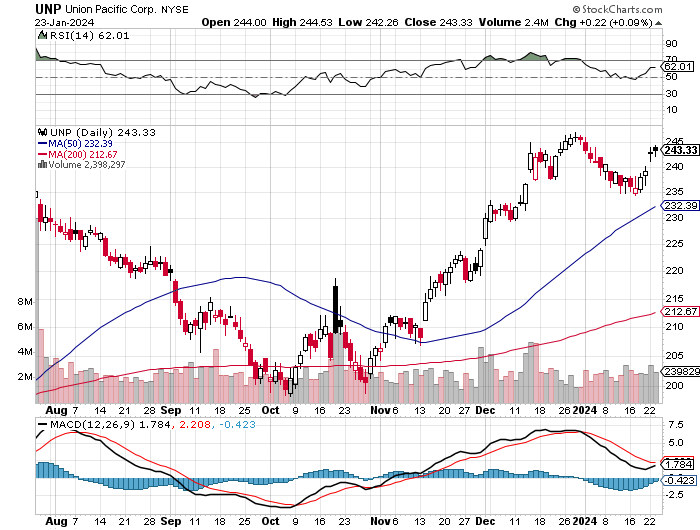 UNP Union Pacific Corp. NYSE
© StockCharts.com
23-Jan-2024
Open 244.00 High 244.53 Low 242.26 Close 243.33 Volume 2.4M Chg +0.22 (+0.09%)
RSI(14) 62.01
90
70
62.01
50
30
10
UNP (Daily) 243.33
MA(50) 232.39
MA(200) 212.67
Volume 2,398,297
245
243.33
240
235
232.39
230
225
220
215
212.67
210
205
200
8M
6M
4M
2M
239829
Aug 7 14 21 28 Sep 11 18 25 Oct 9 16 23 Nov 6 13 20 27 Dec 11 18 26 2024 8 16 22
MACD(12,26,9) 1.784, 2.208, -0.423
7.5
5.0
1.784
-0.423
-2.5
Aug 7 14 21 28 Sep 11 18 25 Oct 9 16 23 Nov 6 13 20 27 Dec 11 18 26 2024 8 16 22